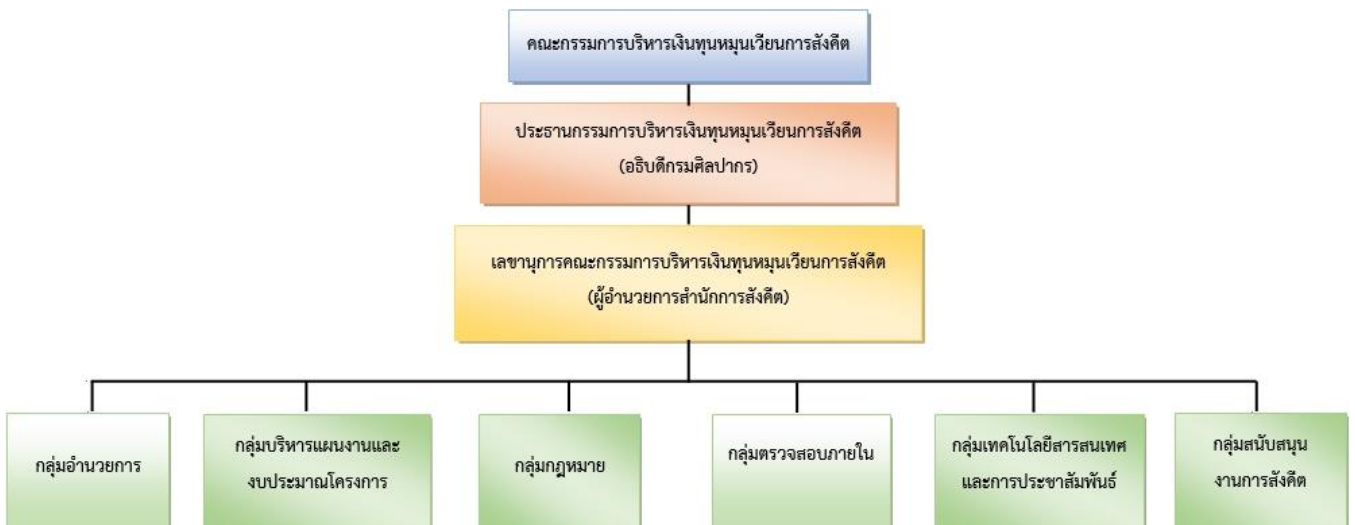 คณะกรรมการบริหารเงินทุนหมุนเวียนการสังคีต
ประธานกรรมการบริหารเงินทุนหมุนเวียนการสังคีต
(อธิบดีกรมศิลปากร)
เลขานุการคณะกรรมการบริหารเงินทุนหมุนเวียนการสังคีต
(ผู้อำนวยการสำนักการสังคีต)
กลุ่มอำนวยการ
กลุ่มบริหารแผนงานและ
งบประมาณโครงการ
กลุ่มกฎหมาย
กลุ่มตรวจสอบภายใน
กลุ่มเทคโนโลยีสารสนเทศ
และการประชาสัมพันธ์
กลุ่มสนับสนุน
งานการสังคีต